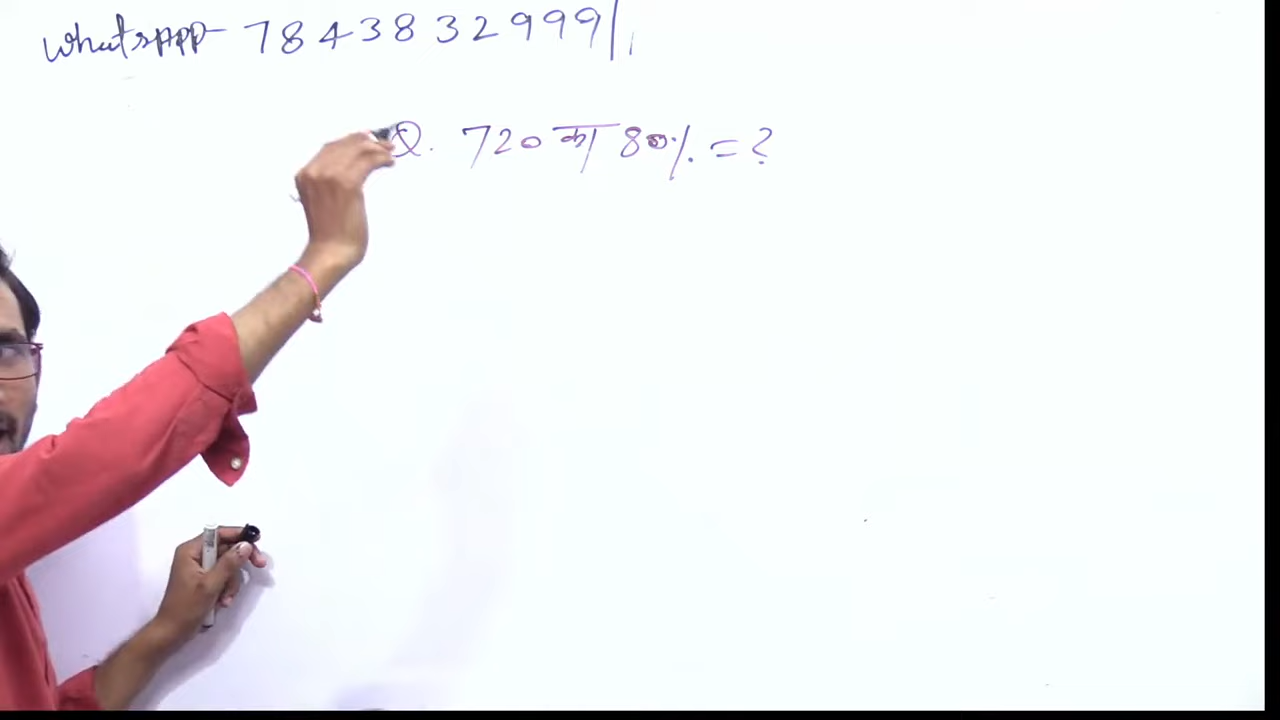 whatsapp- 7843832999
Q. 720 का 80% = ?